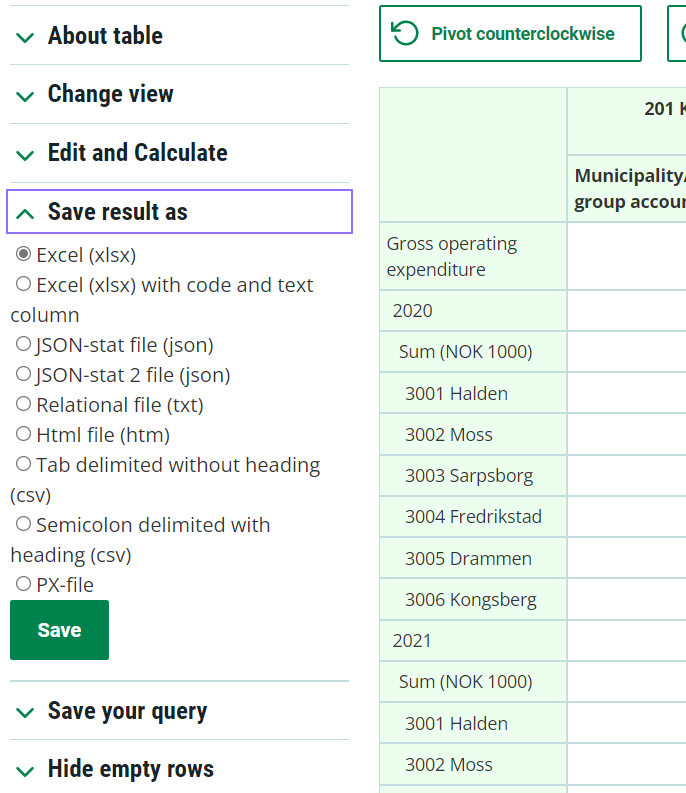 About table
Change view
Edit and Calculate
Save result as
Excel (xlsx)
Excel (xlsx) with code and text
column
JSON-stat file (json)
JSON-stat 2 file (json)
Relational file (txt)
Html file (htm)
Tab delimited without heading
(csv)
Semicolon delimited with
heading (csv)
PX-file
Save
Save your query
Hide empty rows
Pivot counterclockwise
201
Municipality
group accou
Gross operating
expenditure
2020
Sum (NOK 1000)
3001 Halden
3002 Moss
3003 Sarpsborg
3004 Fredrikstad
3005 Drammen
3006 Kongsberg
2021
Sum (NOK 1000)
3001 Halden
3002 Moss